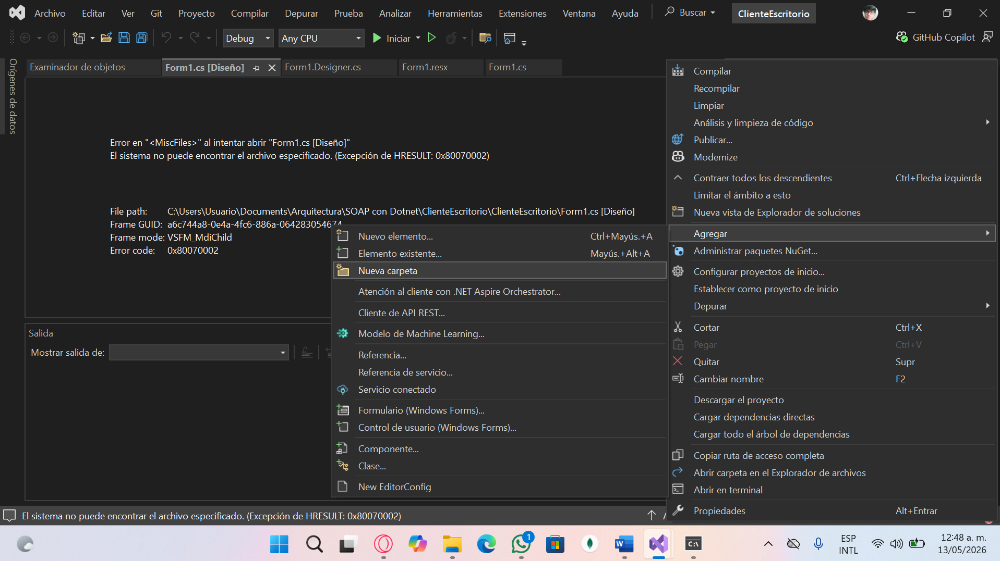 Archivo Editar Ver Git Proyecto Compilar Depurar Prueba Analizar Herramientas Extensiones Ventana Ayuda Buscar ClienteEscritorio
Debug Any CPU Iniciar GitHub Copilot
Orígenes de datos
Examinador de objetos Form1.cs [Diseño] Form1.Designer.cs Form1.resx Form1.cs
Error en "<MiscFiles>" al intentar abrir "Form1.cs [Diseño]"
El sistema no puede encontrar el archivo especificado. (Excepción de HRESULT: 0x80070002)
File path: C:\Users\Usuario\Documents\Arquitectura\SOAP con Dotnet\ClienteEscritorio\ClienteEscritorio\Form1.cs [Diseño]
Frame GUID: a6c744a8-0e4a-4fc6-886a-064283054674
Frame mode: VSFM_MdiChild
Error code: 0x80070002
Salida
Mostrar salida de:
Nuevo elemento... Ctrl+Mayús.+A
Elemento existente... Mayús.+Alt+A
Nueva carpeta
Atención al cliente con .NET Aspire Orchestrator...
Cliente de API REST...
Modelo de Machine Learning...
Referencia...
Referencia de servicio...
Servicio conectado
Formulario (Windows Forms)...
Control de usuario (Windows Forms)...
Componente...
Clase...
New EditorConfig
Compilar
Recompilar
Limpiar
Análisis y limpieza de código
Publicar...
Modernize
Contraer todos los descendientes Ctrl+Flecha izquierda
Limitar el ámbito a esto
Nueva vista de Explorador de soluciones
Agregar
Administrar paquetes NuGet...
Configurar proyectos de inicio...
Establecer como proyecto de inicio
Depurar
Cortar Ctrl+X
Pegar Ctrl+V
Quitar Supr
Cambiar nombre F2
Descargar el proyecto
Cargar dependencias directas
Cargar todo el árbol de dependencias
Copiar ruta de acceso completa
Abrir carpeta en el Explorador de archivos
Abrir en terminal
Propiedades Alt+Entrar
El sistema no puede encontrar el archivo especificado. (Excepción de HRESULT: 0x80070002)
1
W
C:\
ESP
INTL
12:48 a. m.
13/05/2026